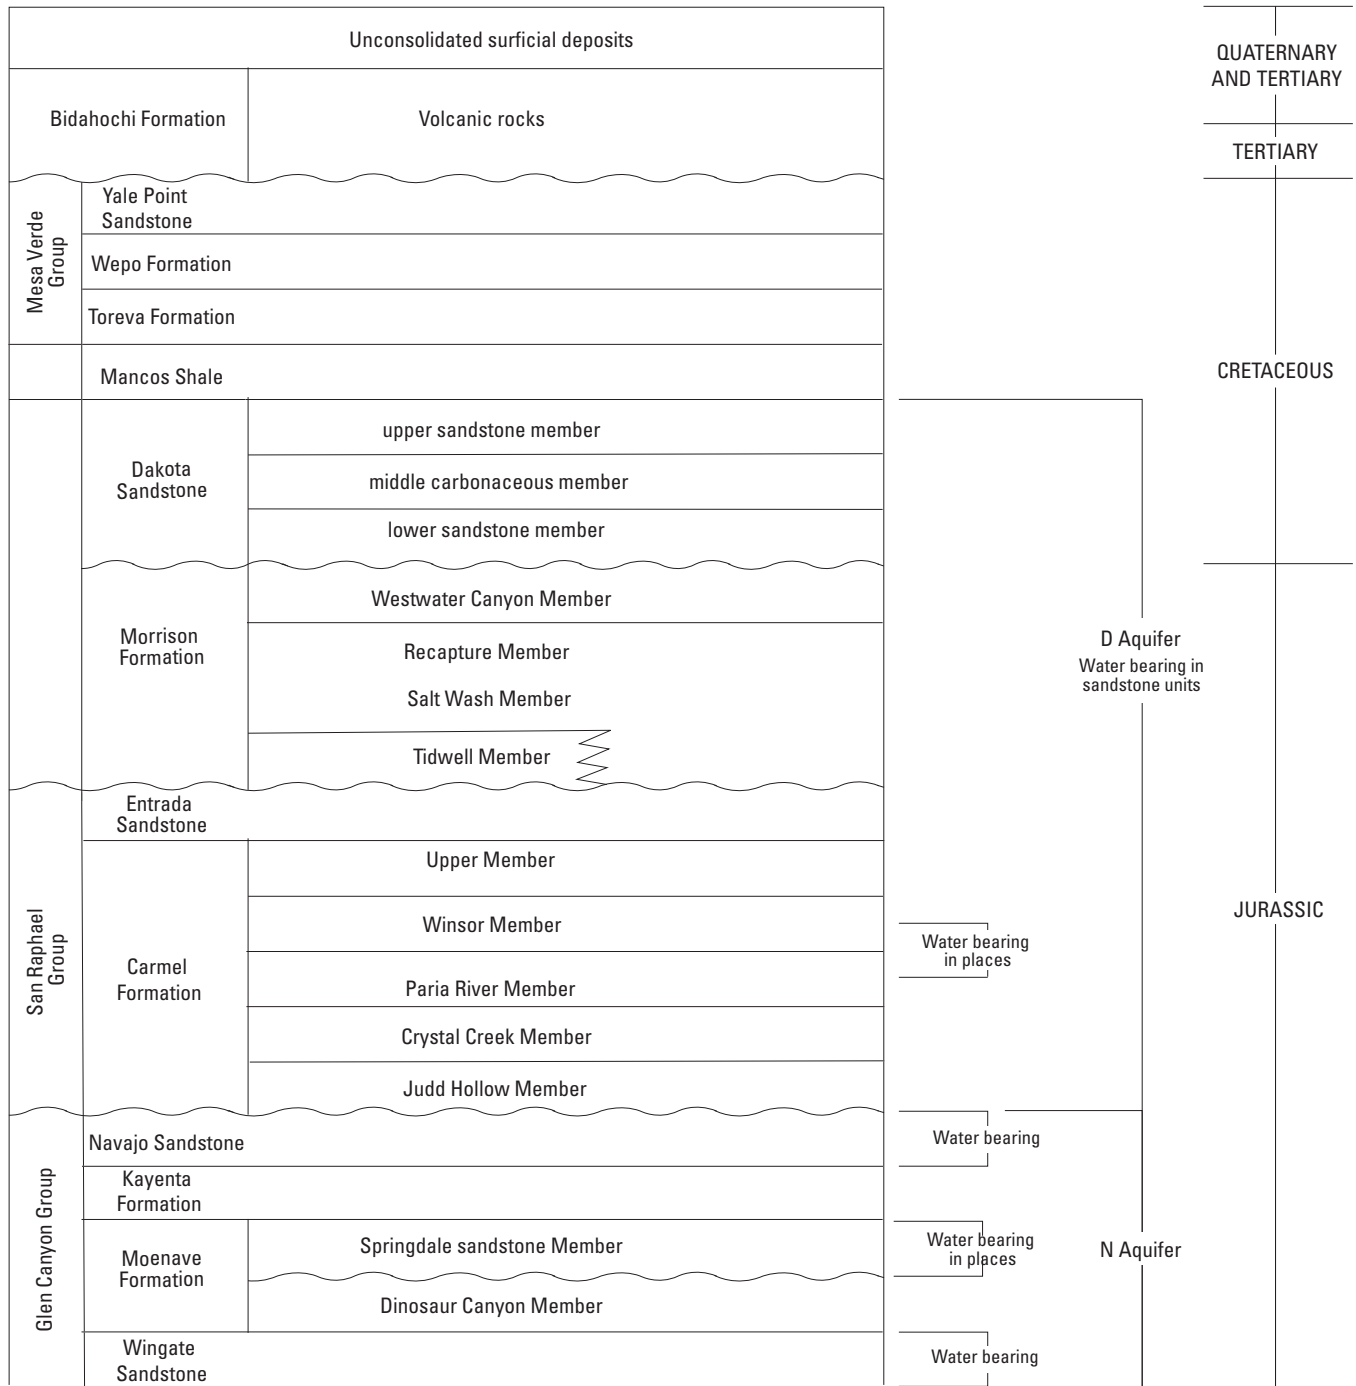 Unconsolidated surficial deposits
Bidahochi Formation
Volcanic rocks
Mesa Verde
Group
Yale Point
Sandstone
Wepo Formation
Toreva Formation
Mancos Shale
Dakota
Sandstone
upper sandstone member
middle carbonaceous member
lower sandstone member
Morrison
Formation
Westwater Canyon Member
Recapture Member
Salt Wash Member
Tidwell Member
San Raphael
Group
Entrada
Sandstone
Carmel
Formation
Upper Member
Winsor Member
Paria River Member
Crystal Creek Member
Judd Hollow Member
Glen Canyon Group
Navajo Sandstone
Kayenta
Formation
Moenave
Formation
Springdale sandstone Member
Dinosaur Canyon Member
Wingate
Sandstone
Water bearing
in places
Water bearing
Water bearing
in places
Water bearing
D Aquifer
Water bearing in
sandstone units
N Aquifer
QUATERNARY
AND TERTIARY
TERTIARY
CRETACEOUS
JURASSIC